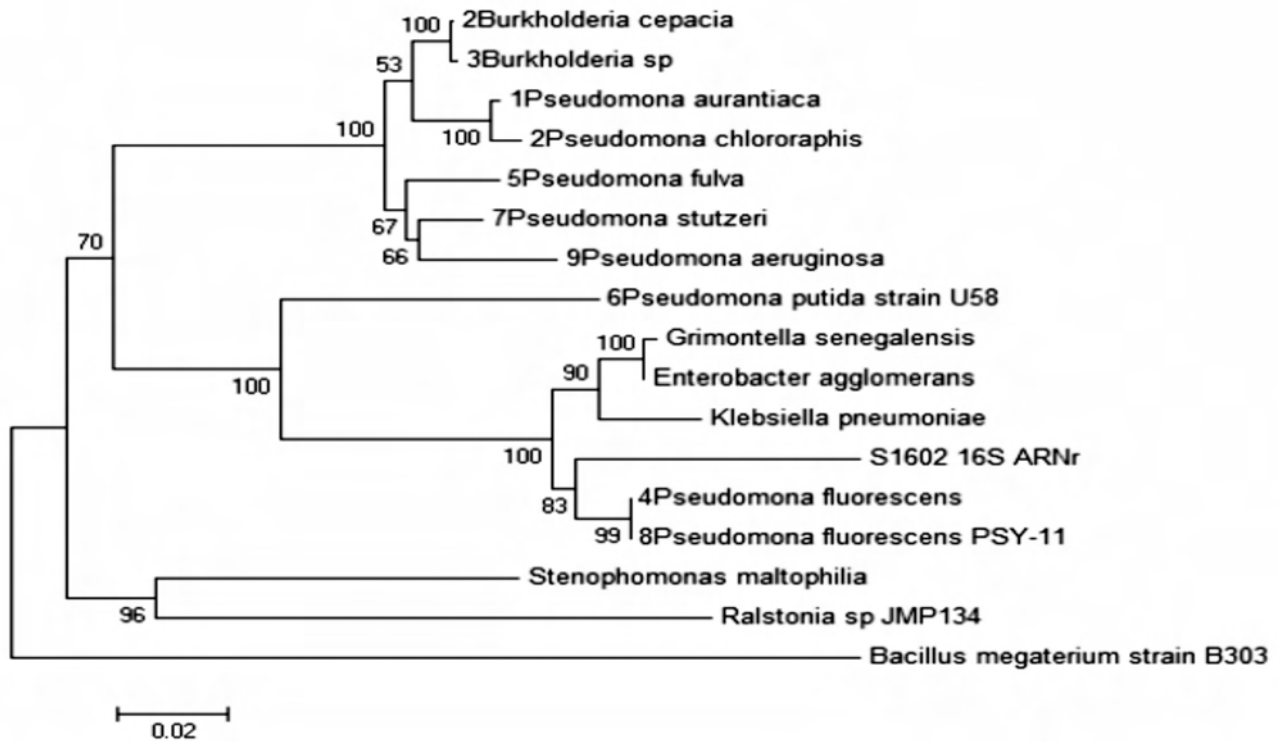 100 2Burkholderia cepacia
3Burkholderia sp
53
1Pseudomona aurantiaca
100
100 2Pseudomona chlororaphis
5Pseudomona fulva
67 7Pseudomona stutzeri
70
66 9Pseudomona aeruginosa
6Pseudomona putida strain U58
100 Grimontella senegalensis
90 Enterobacter agglomerans
100
Klebsiella pneumoniae
100 S1602 16S ARNr
83 4Pseudomona fluorescens
99 8Pseudomona fluorescens PSY-11
Stenophomonas maltophilia
96 Ralstonia sp JMP134
Bacillus megaterium strain B303
0.02